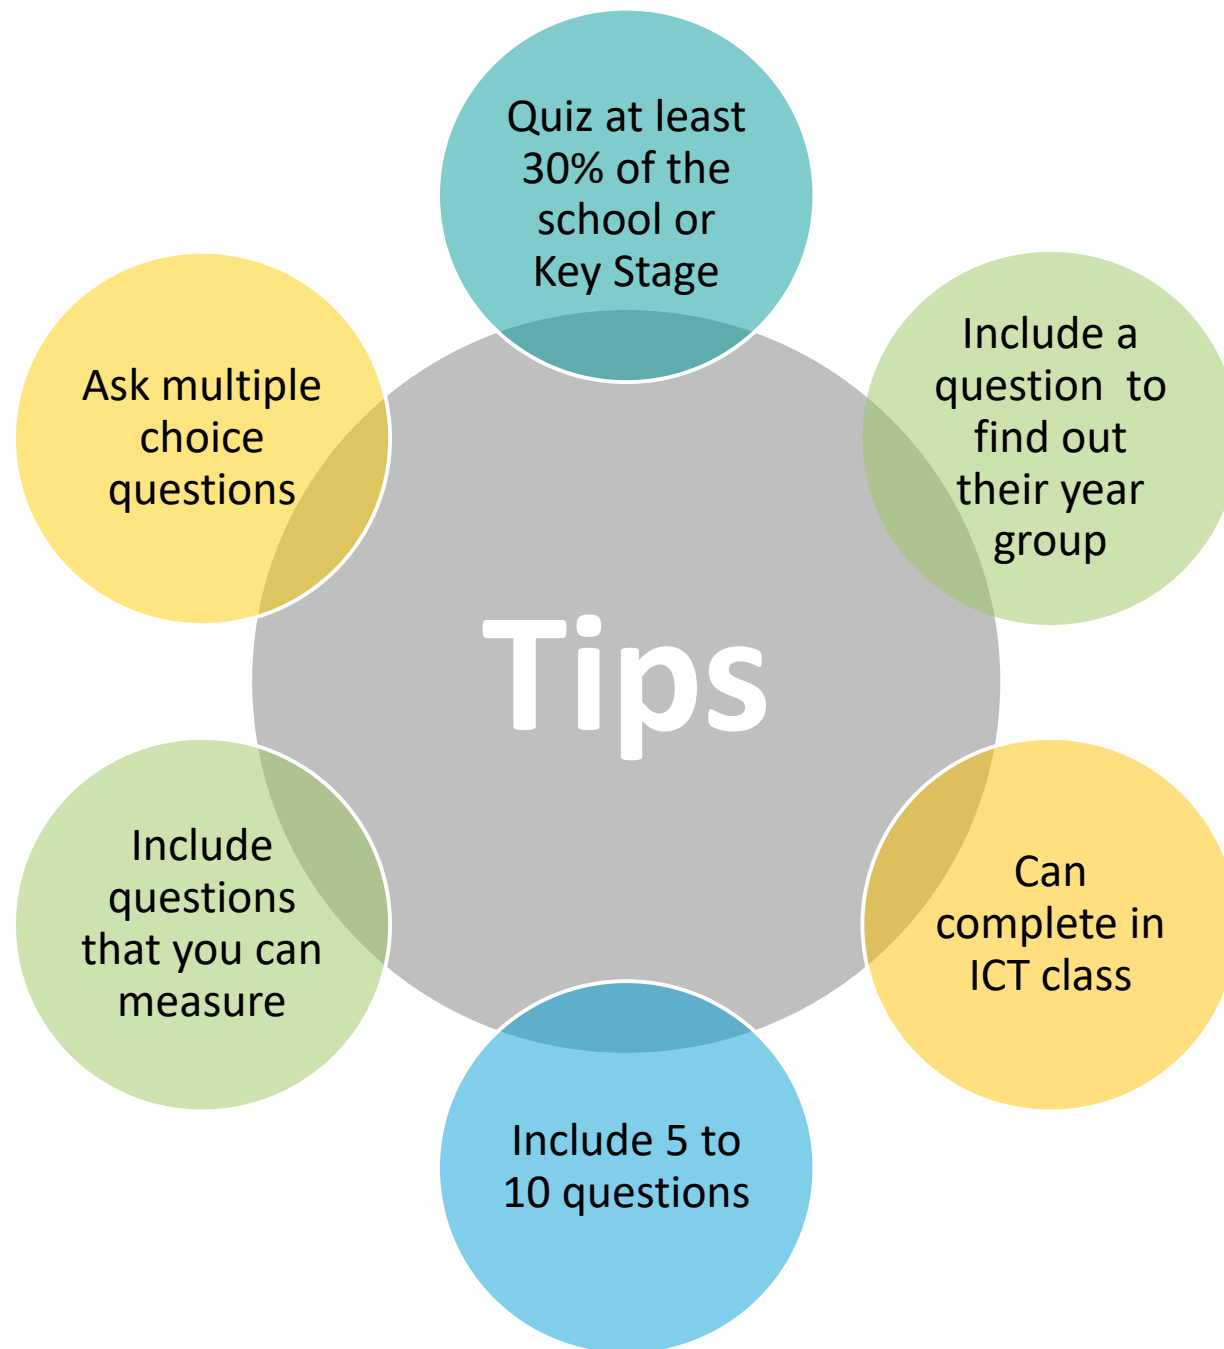 Quiz at least
30% of the
school or
Key Stage
Include a
question  to
find out
their year
group
Can
complete in
ICT class
Include 5 to
10 questions
Include
questions
that you can
measure
Ask multiple
choice
questions
Tips